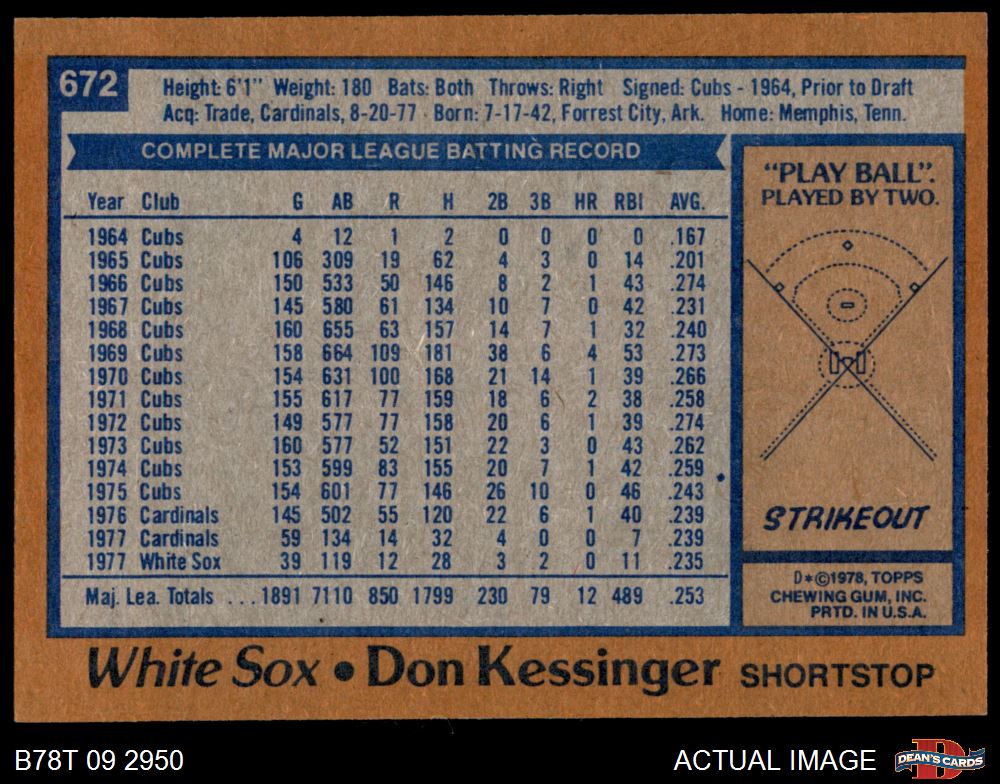 672
Height: 6'1" Weight: 180 Bats: Both Throws: Right Signed: Cubs - 1964, Prior to Draft
Acq: Trade, Cardinals, 8-20-77 Born: 7-17-42, Forrest City, Ark. Home: Memphis, Tenn.
COMPLETE MAJOR LEAGUE BATTING RECORD
Year Club G AB R H 2B 3B HR RBI AVG.
1964 Cubs 4 12 1 2 0 0 0 0 .167
1965 Cubs 106 309 19 62 4 3 0 14 .201
1966 Cubs 150 533 50 146 8 2 1 43 .274
1967 Cubs 145 580 61 134 10 7 0 42 .231
1968 Cubs 160 655 63 157 14 7 1 32 .240
1969 Cubs 158 664 109 181 38 6 4 53 .273
1970 Cubs 154 631 100 168 21 14 1 39 .266
1971 Cubs 155 617 77 159 18 6 2 38 .258
1972 Cubs 149 577 77 158 20 6 1 39 .274
1973 Cubs 160 577 52 151 22 3 0 43 .262
1974 Cubs 153 599 83 155 20 7 1 42 .259
1975 Cubs 154 601 77 146 26 10 0 46 .243
1976 Cardinals 145 502 55 120 22 6 1 40 .239
1977 Cardinals 59 134 14 32 4 0 0 7 .239
1977 White Sox 39 119 12 28 3 2 0 11 .235
Maj. Lea. Totals ...1891 7110 850 1799 230 79 12 489 .253
"PLAY BALL".
PLAYED BY TWO.
STRIKEOUT
D*©1978, TOPPS
CHEWING GUM, INC.
PRTD. IN U.S.A.
White Sox • Don Kessinger SHORTSTOP
B78T 09 2950 ACTUAL IMAGE
D
DEAN'S CARDS